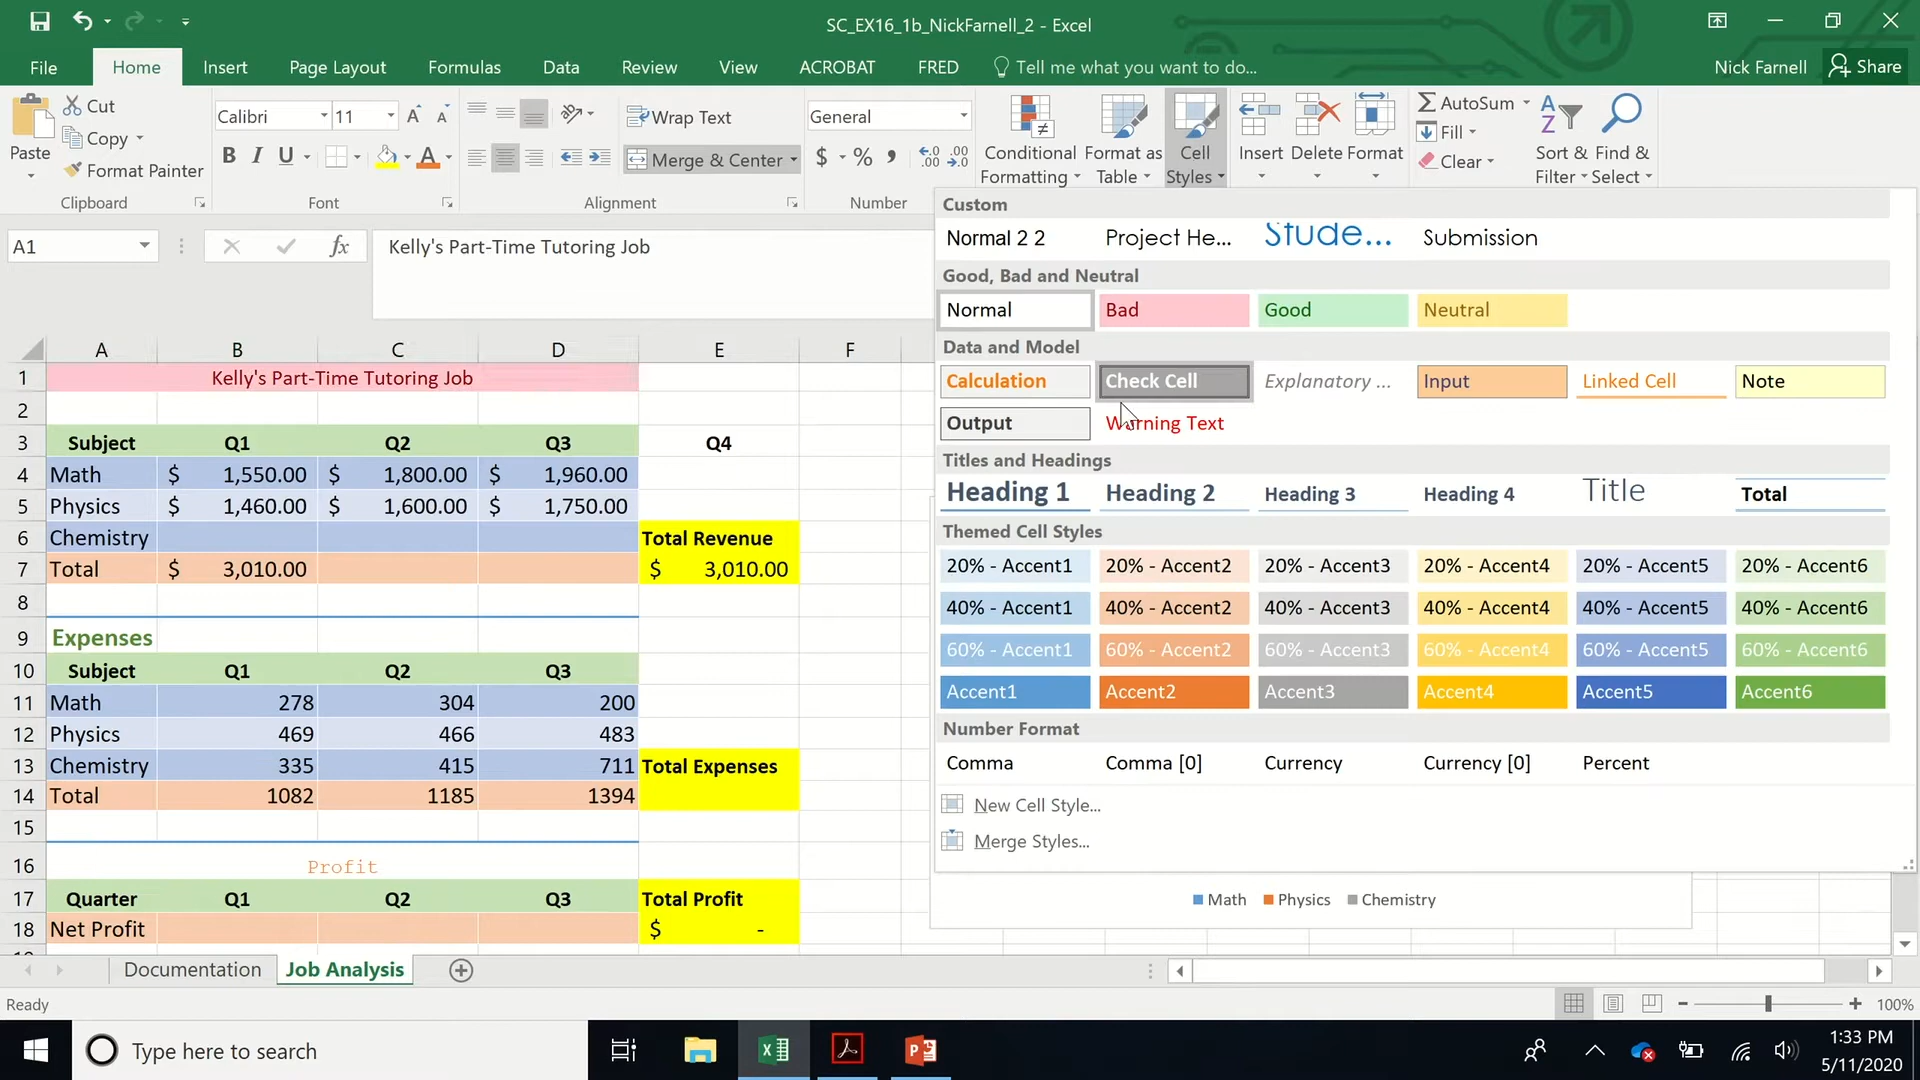 SC_EX16_1b_NickFarnell_2 - Excel
File Home Insert Page Layout Formulas Data Review View ACROBAT FRED Tell me what you want to do... Nick Farnell Share
Paste
Cut
Copy
Format Painter
Clipboard
Calibri 11
B I U A
Font
Wrap Text
Merge & Center
Alignment
General
$ % ,
Number
Conditional Formatting
Format as Table
Cell Styles
Insert
Delete
Format
AutoSum
Fill
Clear
Sort & Filter
Find & Select
A1 fx Kelly's Part-Time Tutoring Job
A B C D E F
1 Kelly's Part-Time Tutoring Job
2
3 Subject Q1 Q2 Q3 Q4
4 Math $ 1,550.00 $ 1,800.00 $ 1,960.00
5 Physics $ 1,460.00 $ 1,600.00 $ 1,750.00
6 Chemistry Total Revenue
7 Total $ 3,010.00 $ 3,010.00
8
9 Expenses
10 Subject Q1 Q2 Q3
11 Math 278 304 200
12 Physics 469 466 483
13 Chemistry 335 415 711 Total Expenses
14 Total 1082 1185 1394
15
16 Profit
17 Quarter Q1 Q2 Q3 Total Profit
18 Net Profit $ -
Custom
Normal 2 2 Project He... Stude... Submission
Good, Bad and Neutral
Normal Bad Good Neutral
Data and Model
Calculation Check Cell Explanatory ... Input Linked Cell Note
Output Warning Text
Titles and Headings
Heading 1 Heading 2 Heading 3 Heading 4 Title Total
Themed Cell Styles
20% - Accent1 20% - Accent2 20% - Accent3 20% - Accent4 20% - Accent5 20% - Accent6
40% - Accent1 40% - Accent2 40% - Accent3 40% - Accent4 40% - Accent5 40% - Accent6
60% - Accent1 60% - Accent2 60% - Accent3 60% - Accent4 60% - Accent5 60% - Accent6
Accent1 Accent2 Accent3 Accent4 Accent5 Accent6
Number Format
Comma Comma [0] Currency Currency [0] Percent
New Cell Style...
Merge Styles...
Math Physics Chemistry
Documentation Job Analysis
Ready 100%
Type here to search
1:33 PM
5/11/2020